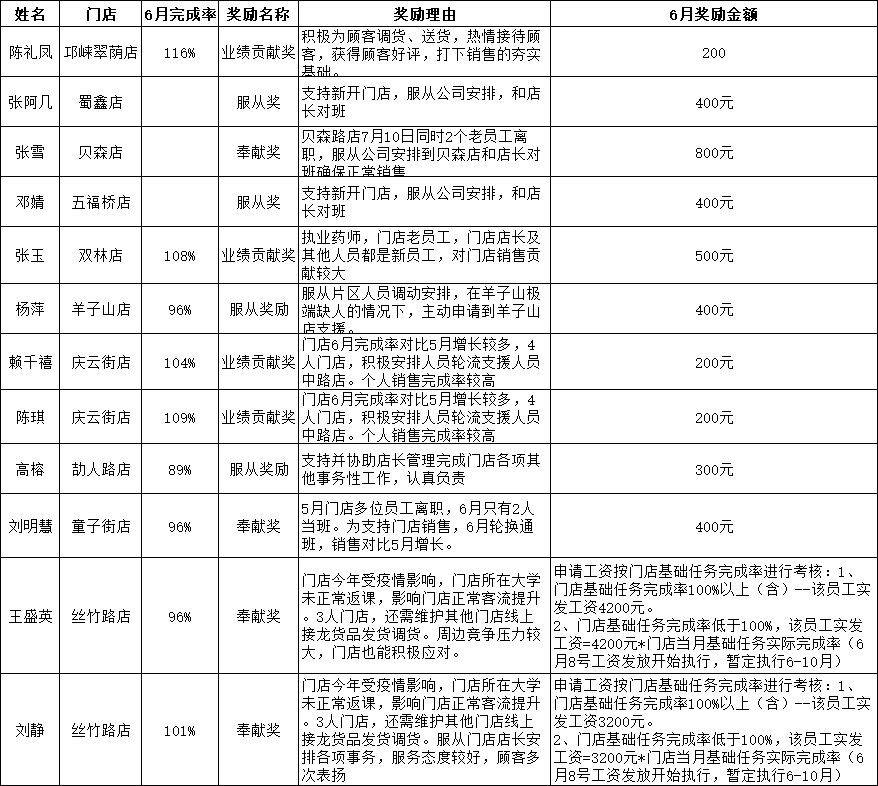 姓名 门店 6月完成率 奖励名称 奖励理由 6月奖励金额
陈礼凤 邛崃翠荫店 116% 业绩贡献奖 积极为顾客调货、送货，热情接待顾
客，获得顾客好评，打下销售的夯实
基础。 200
张阿几 蜀鑫店 服从奖 支持新开门店，服从公司安排，和店
长对班 400元
张雪 贝森店 奉献奖 贝森路店7月10日同时2个老员工离
职，服从公司安排到贝森店和店长对
班确保正常销售 800元
邓婧 五福桥店 服从奖 支持新开门店，服从公司安排，和店
长对班 400元
张玉 双林店 108% 业绩贡献奖 执业药师，门店老员工，门店店长及
其他人员都是新员工，对门店销售贡
献较大 500元
杨萍 羊子山店 96% 服从奖励 服从片区人员调动安排，在羊子山极
端缺人的情况下，主动申请到羊子山
店支援。 400元
赖千禧 庆云街店 104% 业绩贡献奖 门店6月完成率对比5月增长较多，4
人门店，积极安排人员轮流支援人员
中路店。个人销售完成率较高 200元
陈琪 庆云街店 109% 业绩贡献奖 门店6月完成率对比5月增长较多，4
人门店，积极安排人员轮流支援人员
中路店。个人销售完成率较高 200元
高榕 劼人路店 89% 服从奖励 支持并协助店长管理完成门店各项其
他事务性工作，认真负责 300元
刘明慧 童子街店 96% 奉献奖 5月门店多位员工离职，6月只有2人
当班。为支持门店销售，6月轮换通
班，销售对比5月增长。 400元
王盛英 丝竹路店 96% 奉献奖 门店今年受疫情影响，门店所在大学
未正常返课，影响门店正常客流提升
。3人门店，还需维护其他门店线上
接龙货品发货调货。周边竞争压力较
大，门店也能积极应对。
申请工资按门店基础任务完成率进行考核：1、
门店基础任务完成率100%以上（含）--该员工实
发工资4200元。
2、门店基础任务完成率低于100%，该员工实发
工资=4200元*门店当月基础任务实际完成率（6
月8号工资发放开始执行，暂定执行6-10月）
刘静 丝竹路店 101% 奉献奖 门店今年受疫情影响，门店所在大学
未正常返课，影响门店正常客流提升
。3人门店，还需维护其他门店线上
接龙货品发货调货。服从门店店长安
排各项事务，服务态度较好，顾客多
次表扬
申请工资按门店基础任务完成率进行考核：1、
门店基础任务完成率100%以上（含）--该员工实
发工资3200元。
2、门店基础任务完成率低于100%，该员工实发
工资=3200元*门店当月基础任务实际完成率（6
月8号工资发放开始执行，暂定执行6-10月）